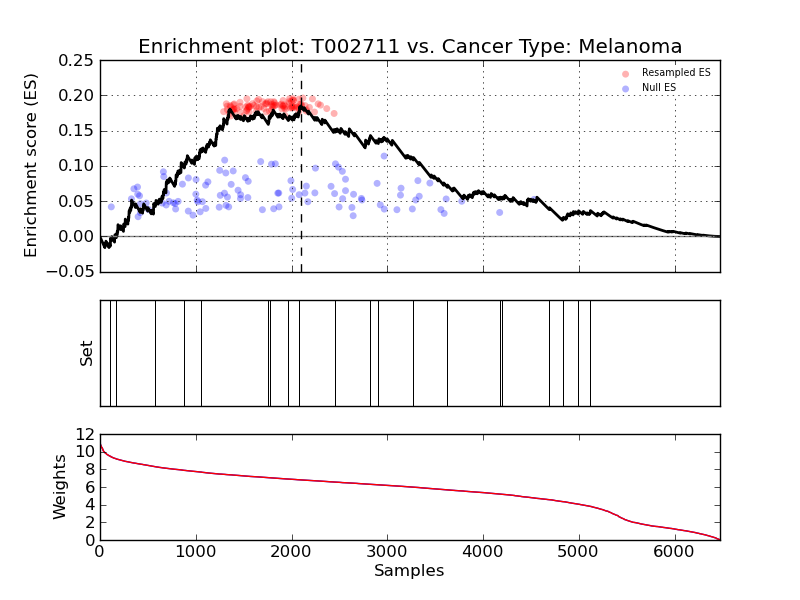 Enrichment plot: T002711 vs. Cancer Type: Melanoma
0.25
0.20
0.15
0.10
0.05
0.00
−0.05
Enrichment score (ES)
Resampled ES
Null ES
Set
12
10
8
6
4
2
0
Weights
0 1000 2000 3000 4000 5000 6000
Samples